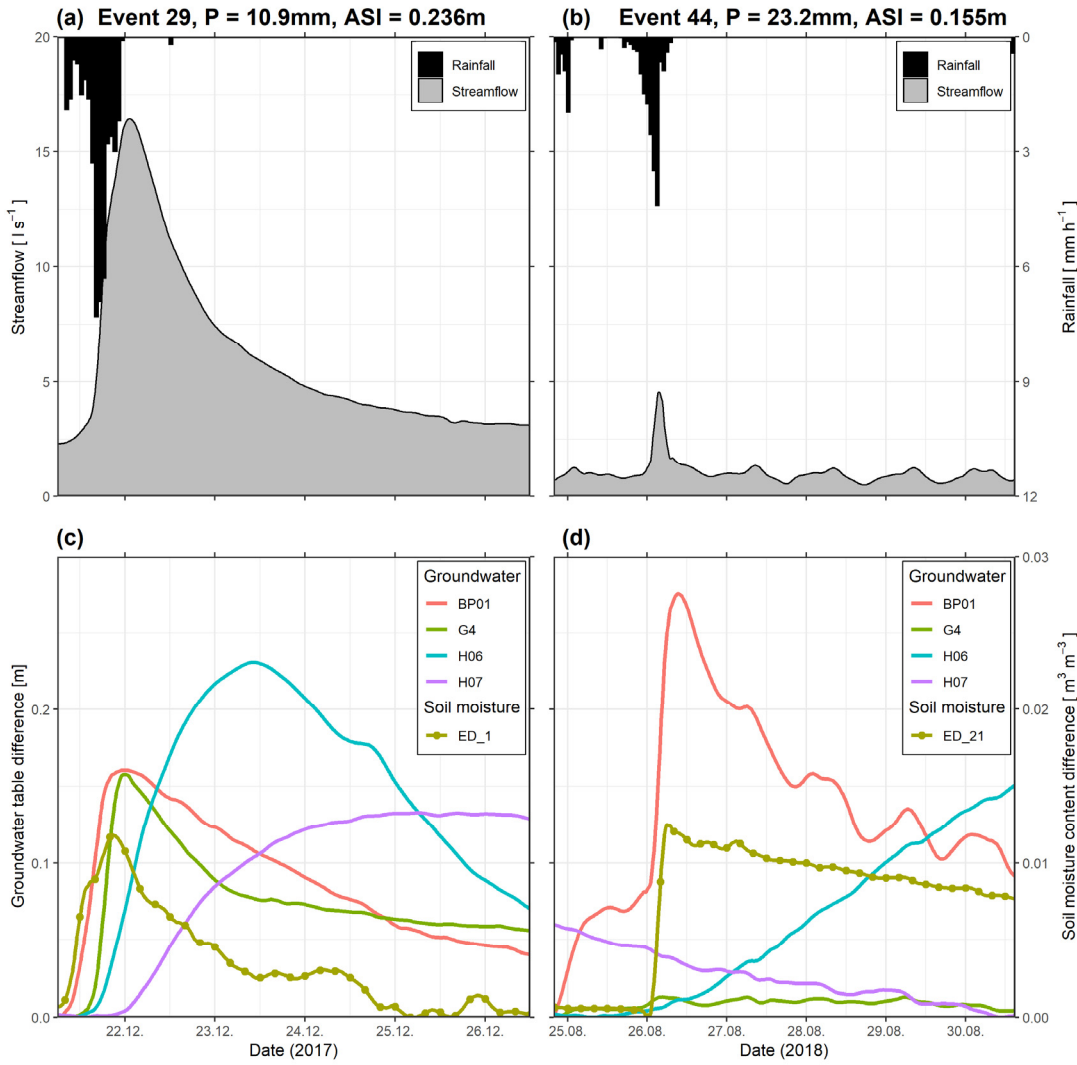 (a) Event 29, P = 10.9mm, ASI = 0.236m
(b) Event 44, P = 23.2mm, ASI = 0.155m
20
15
10
5
0
Streamflow [ l s⁻¹ ]
Rainfall
Streamflow
Rainfall
Streamflow
0
3
6
9
12
Rainfall [ mm h⁻¹ ]
(c)
(d)
0.2
0.1
0.0
Groundwater table difference [m]
Groundwater
BP01
G4
H06
H07
Soil moisture
ED_1
22.12. 23.12. 24.12. 25.12. 26.12.
Date (2017)
Groundwater
BP01
G4
H06
H07
Soil moisture
ED_21
0.03
0.02
0.01
0.00
Soil moisture content difference [ m³ m⁻³ ]
25.08. 26.08. 27.08. 28.08. 29.08. 30.08.
Date (2018)